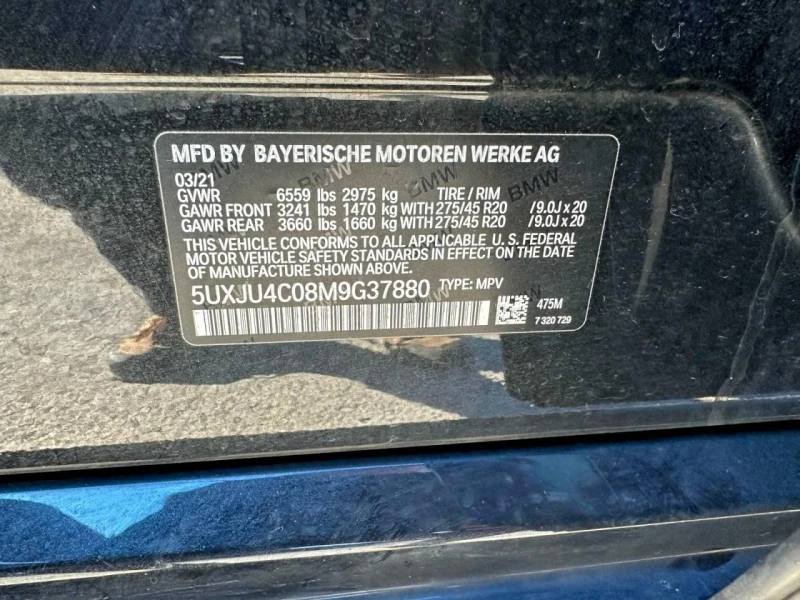 MFD BY BAYERISCHE MOTOREN WERKE AG
03/21
GVWR 6559 lbs 2975 kg TIRE / RIM
GAWR FRONT 3241 lbs 1470 kg WITH 275/45 R20 / 9.0J x 20
GAWR REAR 3660 lbs 1660 kg WITH 275/45 R20 / 9.0J x 20
THIS VEHICLE CONFORMS TO ALL APPLICABLE U.S. FEDERAL
MOTOR VEHICLE SAFETY STANDARDS IN EFFECT ON THE DATE
OF MANUFACTURE SHOWN ABOVE.
5UXJU4C08M9G37880 TYPE: MPV
475M
7 320 729
BMW
BMW
BMW